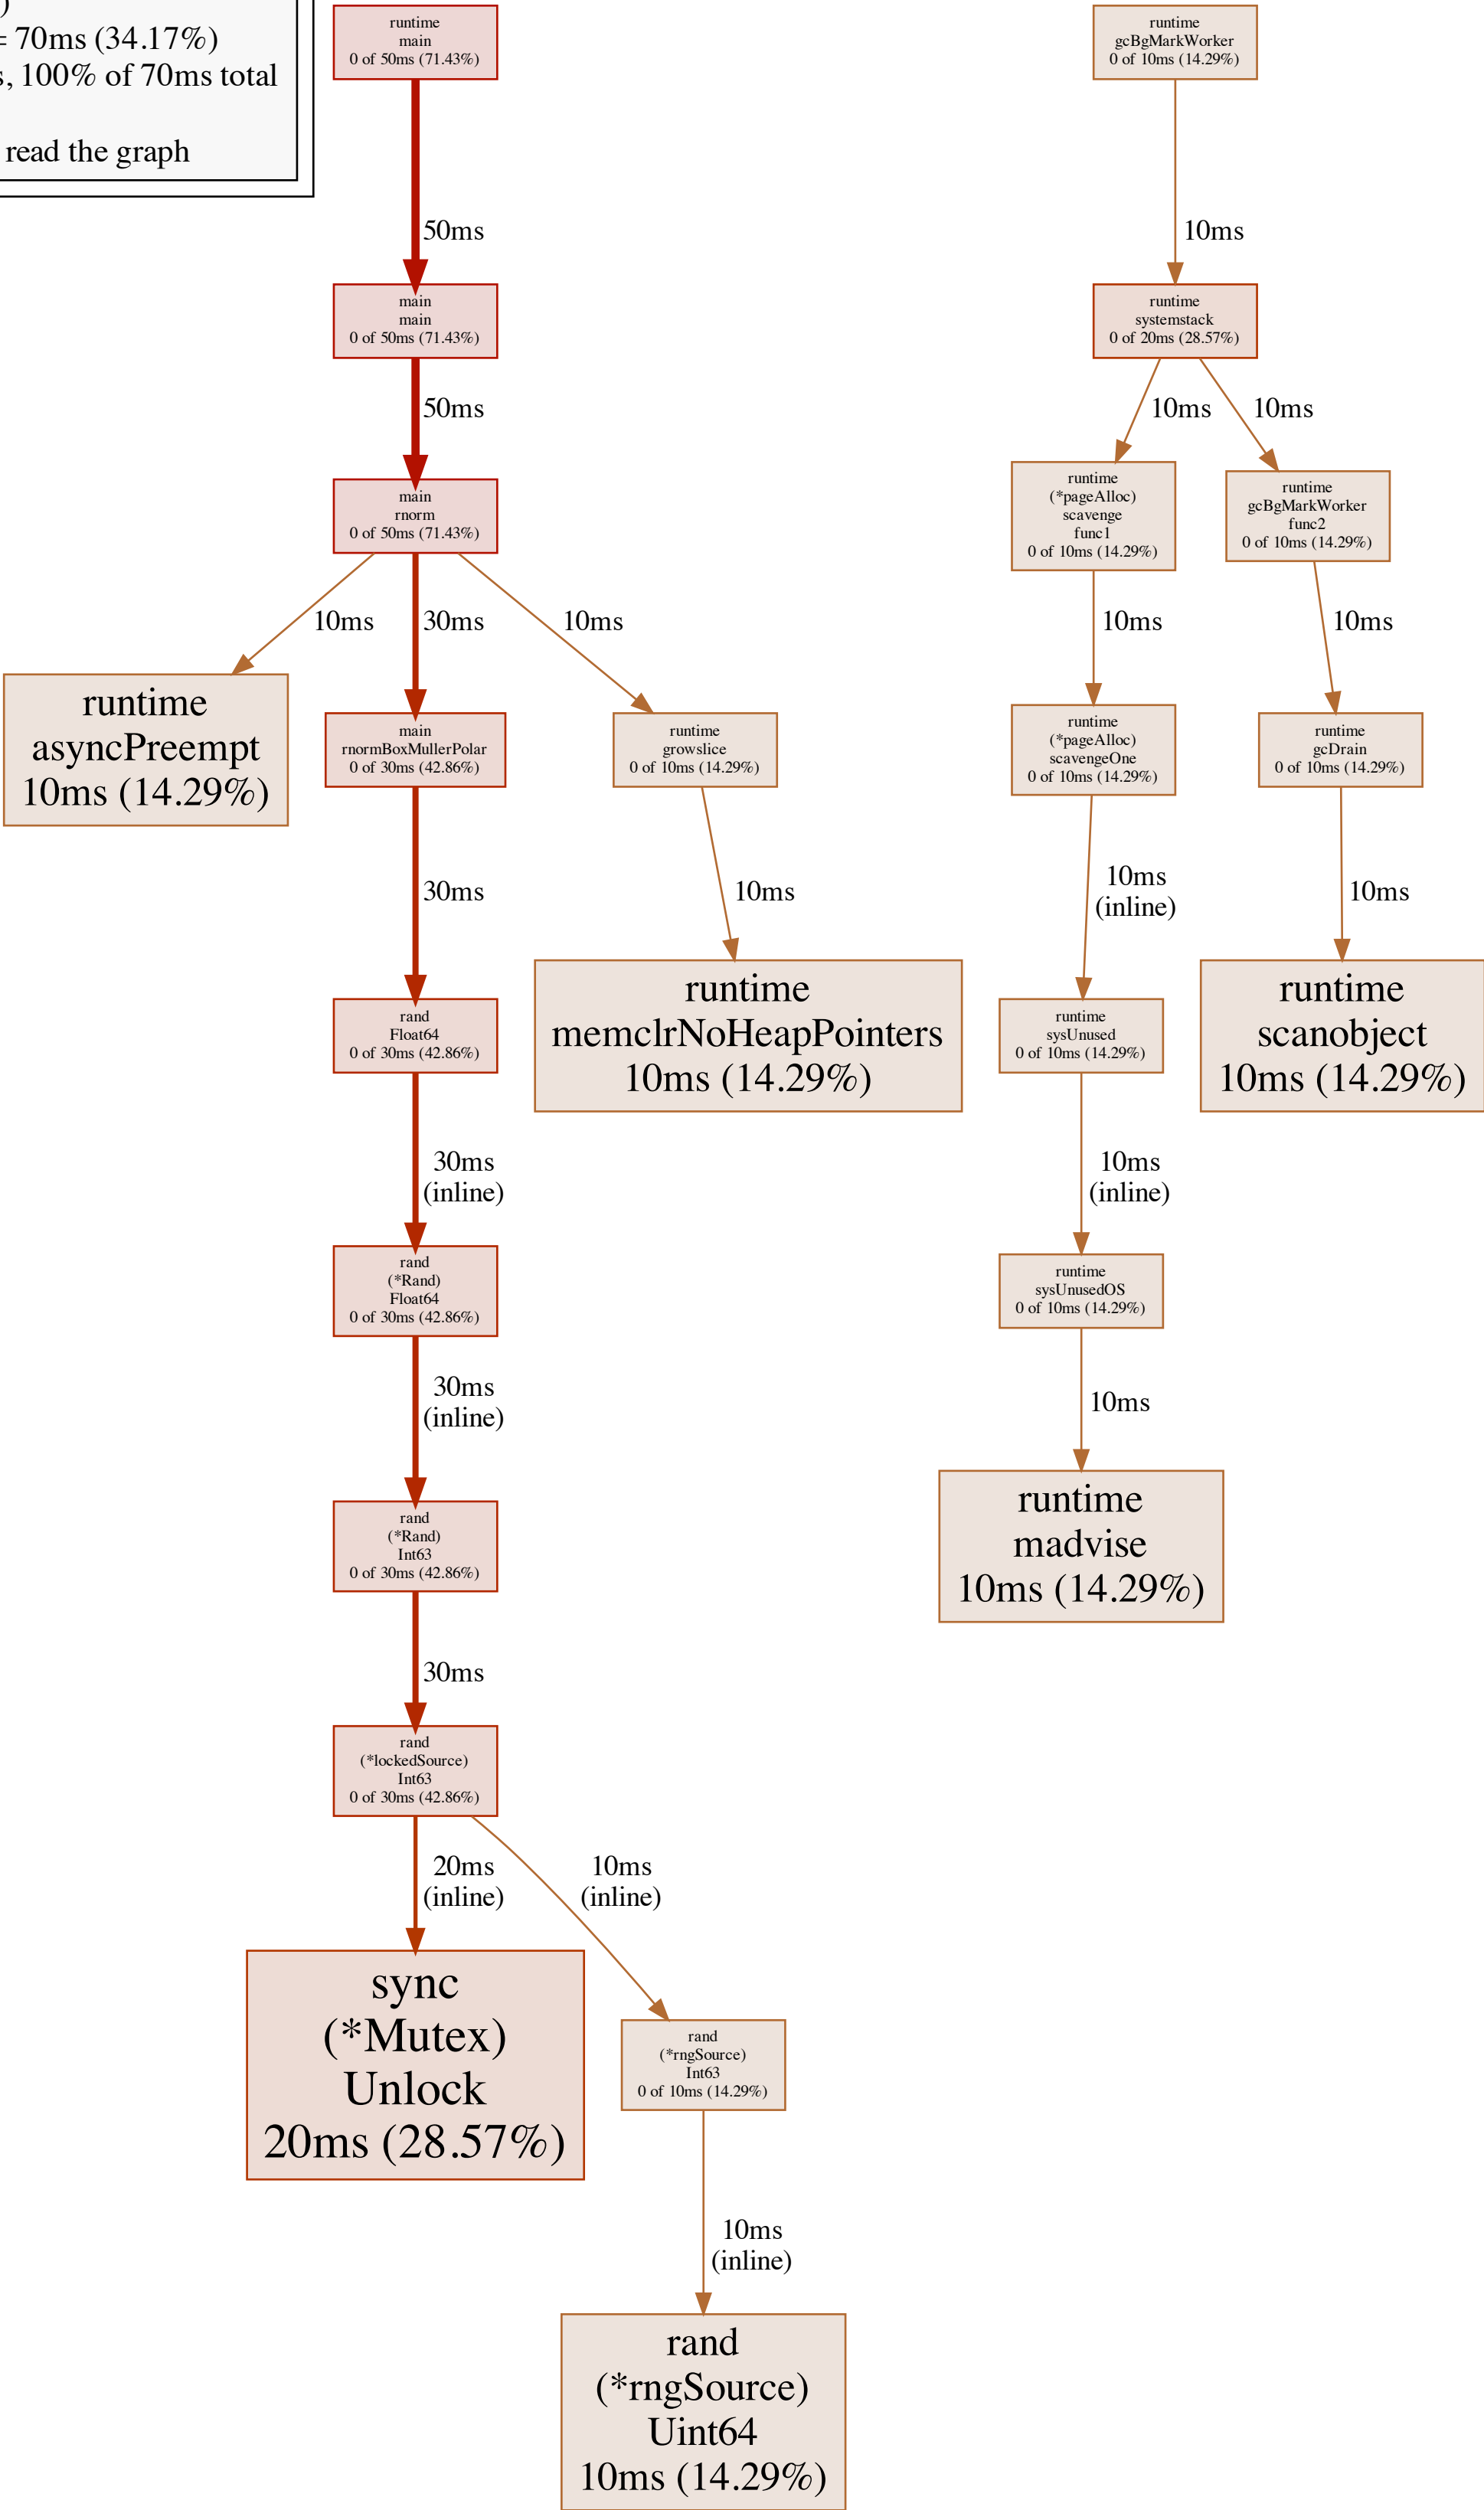 )
= 70ms (34.17%)
s, 100% of 70ms total
read the graph
runtime
main
0 of 50ms (71.43%)
runtime
gcBgMarkWorker
0 of 10ms (14.29%)
50ms
10ms
main
main
0 of 50ms (71.43%)
runtime
systemstack
0 of 20ms (28.57%)
50ms
10ms
10ms
main
rnorm
0 of 50ms (71.43%)
runtime
(*pageAlloc)
scavenge
func1
0 of 10ms (14.29%)
runtime
gcBgMarkWorker
func2
0 of 10ms (14.29%)
10ms
30ms
10ms
10ms
10ms
runtime
asyncPreempt
10ms (14.29%)
main
rnormBoxMullerPolar
0 of 30ms (42.86%)
runtime
growslice
0 of 10ms (14.29%)
runtime
(*pageAlloc)
scavengeOne
0 of 10ms (14.29%)
runtime
gcDrain
0 of 10ms (14.29%)
30ms
10ms
10ms
(inline)
10ms
rand
Float64
0 of 30ms (42.86%)
runtime
memclrNoHeapPointers
10ms (14.29%)
runtime
sysUnused
0 of 10ms (14.29%)
runtime
scanobject
10ms (14.29%)
30ms
(inline)
10ms
(inline)
rand
(*Rand)
Float64
0 of 30ms (42.86%)
runtime
sysUnusedOS
0 of 10ms (14.29%)
30ms
(inline)
10ms
rand
(*Rand)
Int63
0 of 30ms (42.86%)
runtime
madvise
10ms (14.29%)
30ms
rand
(*lockedSource)
Int63
0 of 30ms (42.86%)
20ms
(inline)
10ms
(inline)
sync
(*Mutex)
Unlock
20ms (28.57%)
rand
(*rngSource)
Int63
0 of 10ms (14.29%)
10ms
(inline)
rand
(*rngSource)
Uint64
10ms (14.29%)